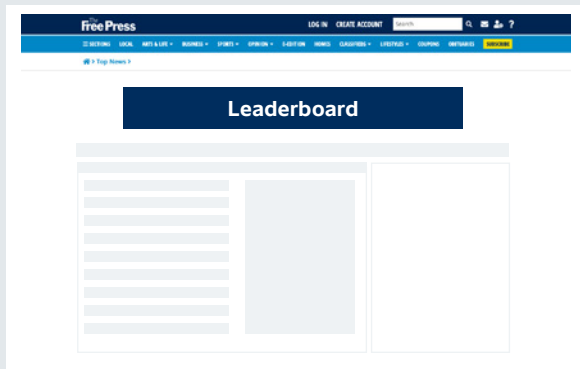 The
Free Press
LOG IN CREATE ACCOUNT Search ?
SECTIONS LOCAL ARTS & LIFE BUSINESS SPORTS OPINION E-EDITION HOMES CLASSIFIEDS LIFESTYLES COUPONS OBITUARIES SUBSCRIBE
> Top News >
Leaderboard